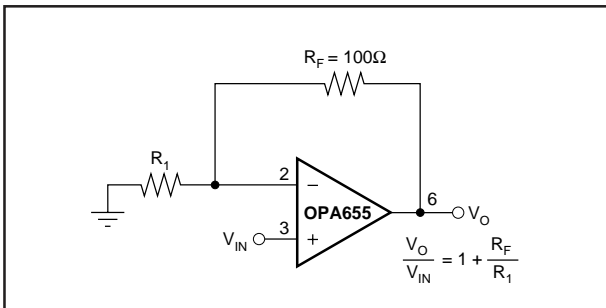 R_F = 100Ω
R_1
2
−
OPA655
6
V_O
V_IN
3
+
V_O / V_IN = 1 + R_F / R_1